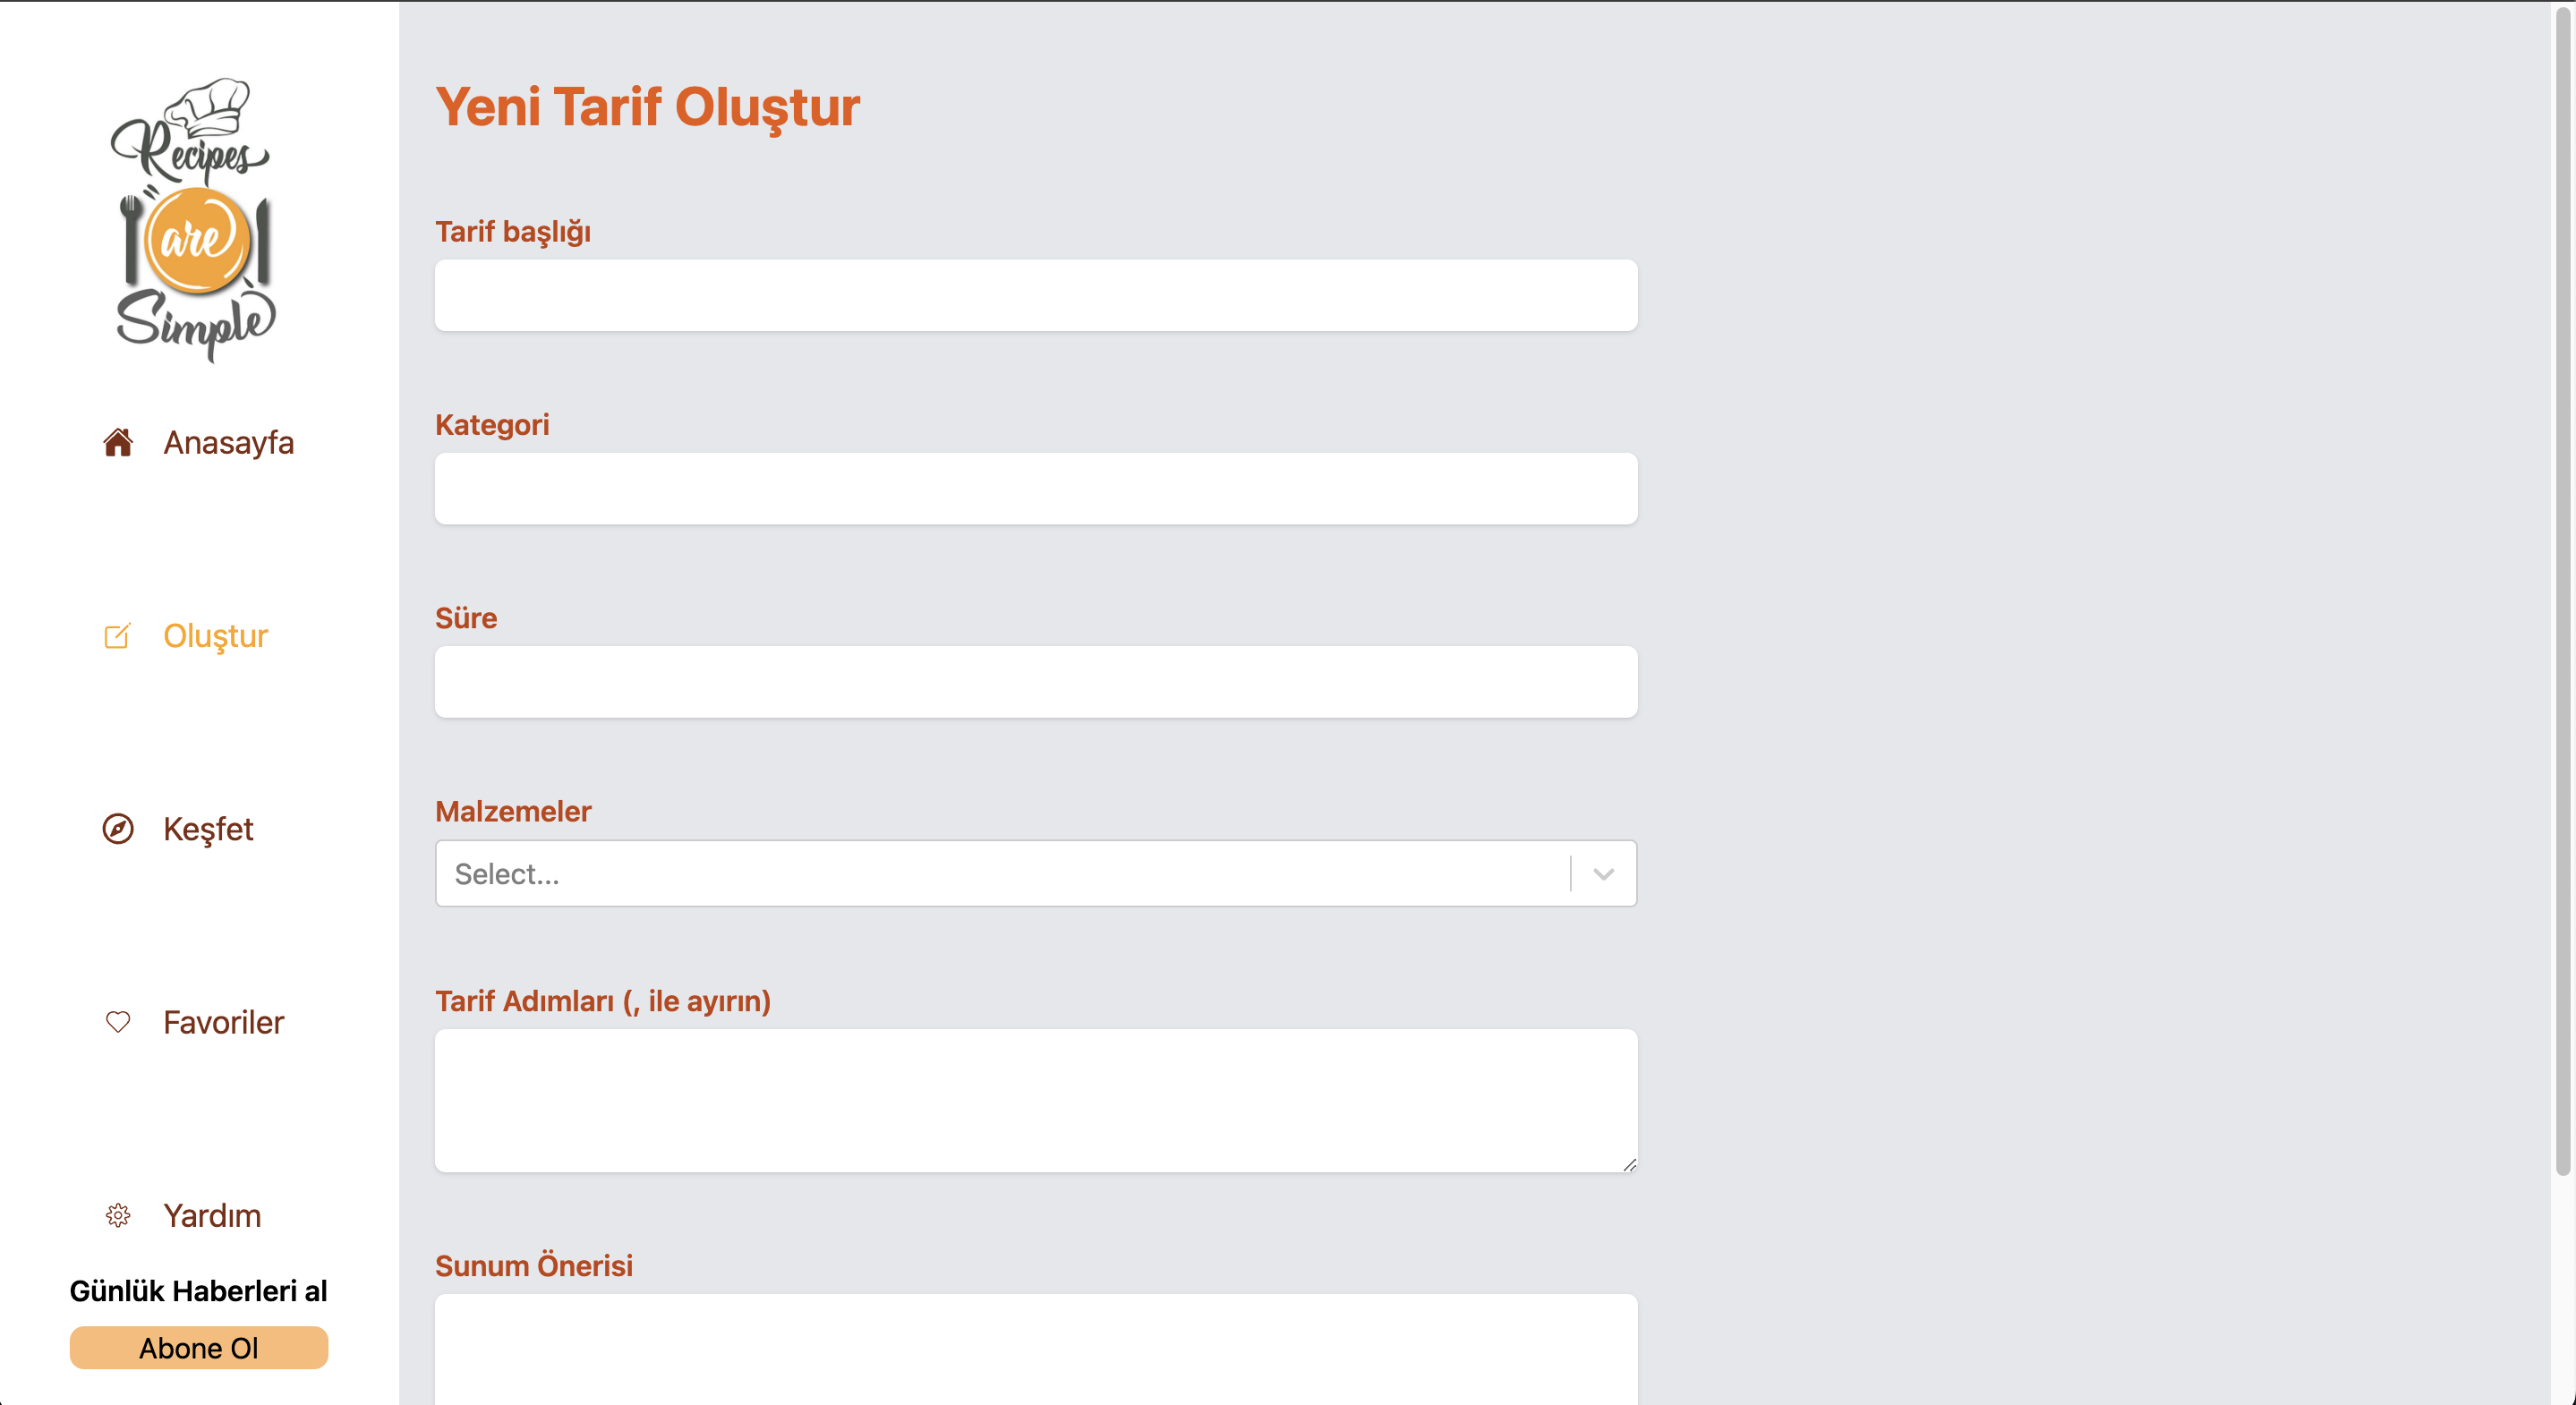 Recipes
are
Simple
Anasayfa
Oluştur
Keşfet
Favoriler
Yardım
Günlük Haberleri al
Abone Ol
Yeni Tarif Oluştur
Tarif başlığı
Kategori
Süre
Malzemeler
Select...
Tarif Adımları (, ile ayırın)
Sunum Önerisi